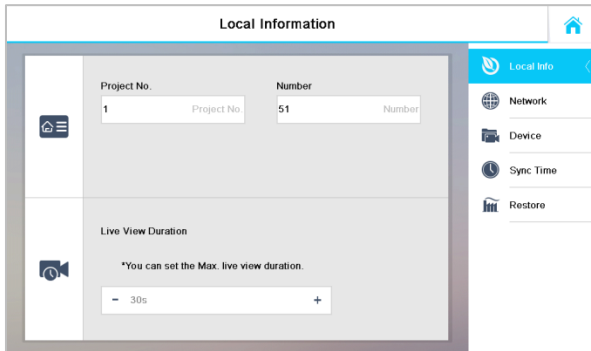 Local Information
Project No.
Number
1 Project No.
51 Number
Live View Duration
*You can set the Max. live view duration.
- 30s +
Local Info
Network
Device
Sync Time
Restore